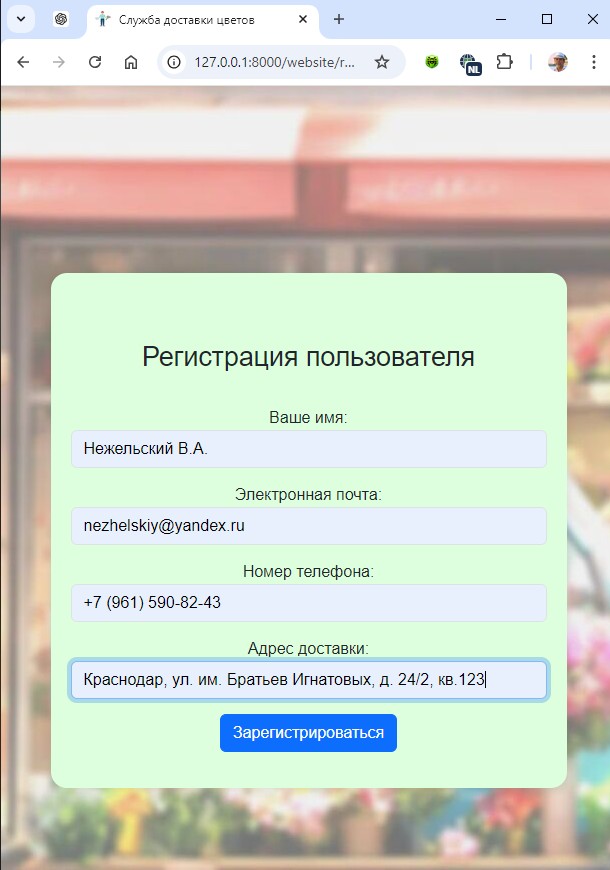 Служба доставки цветов
127.0.0.1:8000/website/r...
NL
Регистрация пользователя
Ваше имя:
Нежельский В.А.
Электронная почта:
nezhelskiy@yandex.ru
Номер телефона:
+7 (961) 590-82-43
Адрес доставки:
Краснодар, ул. им. Братьев Игнатовых, д. 24/2, кв.123
Зарегистрироваться